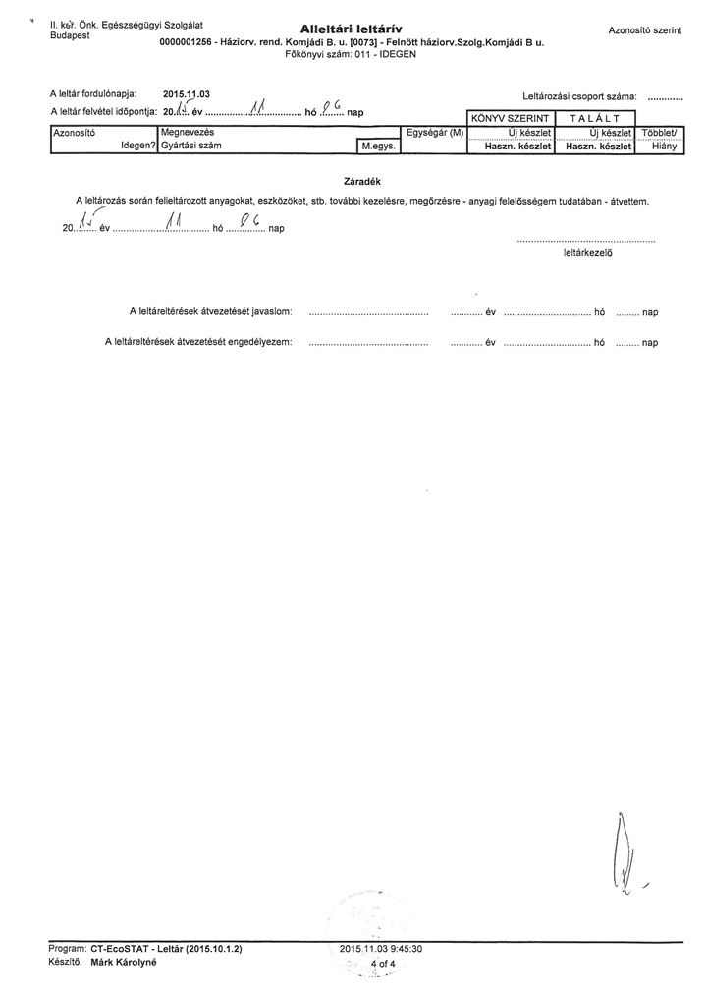 II. ker. Önk. Egészségügyi Szolgálat
Budapest
Alleltári leltárív
Azonosító szerint
0000001256 - Háziorv. rend. Komjádi B. u. [0073] - Felnött háziorv.Szolg.Komjádi B u.
Főkönyvi szám: 011 - IDEGEN
A leltár fordulónapja: 2015.11.03
Leltározási csoport száma: .............
A leltár felvétel időpontja: 2015. év 11 hó 06 nap
KÖNYV SZERINT TALÁLT
Azonosító Megnevezés Egységár (M) Új készlet Új készlet Többlet/
Idegen? Gyártási szám M.egys. Haszn. készlet Haszn. készlet Hiány
Záradék
A leltározás során felleltározott anyagokat, eszközöket, stb. további kezelésre, megőrzésre - anyagi felelősségem tudatában - átvettem.
2015 év 11 hó 06 nap
leltárkezelő
A leltáreltérések átvezetését javaslom: ........................................ ........... év .............................. hó ........ nap
A leltáreltérések átvezetését engedélyezem: ........................................ ........... év .............................. hó ........ nap
Program: CT-EcoSTAT - Leltár (2015.10.1.2) 2015.11.03 9:45:30
Készítő: Márk Károlyné 4 of 4